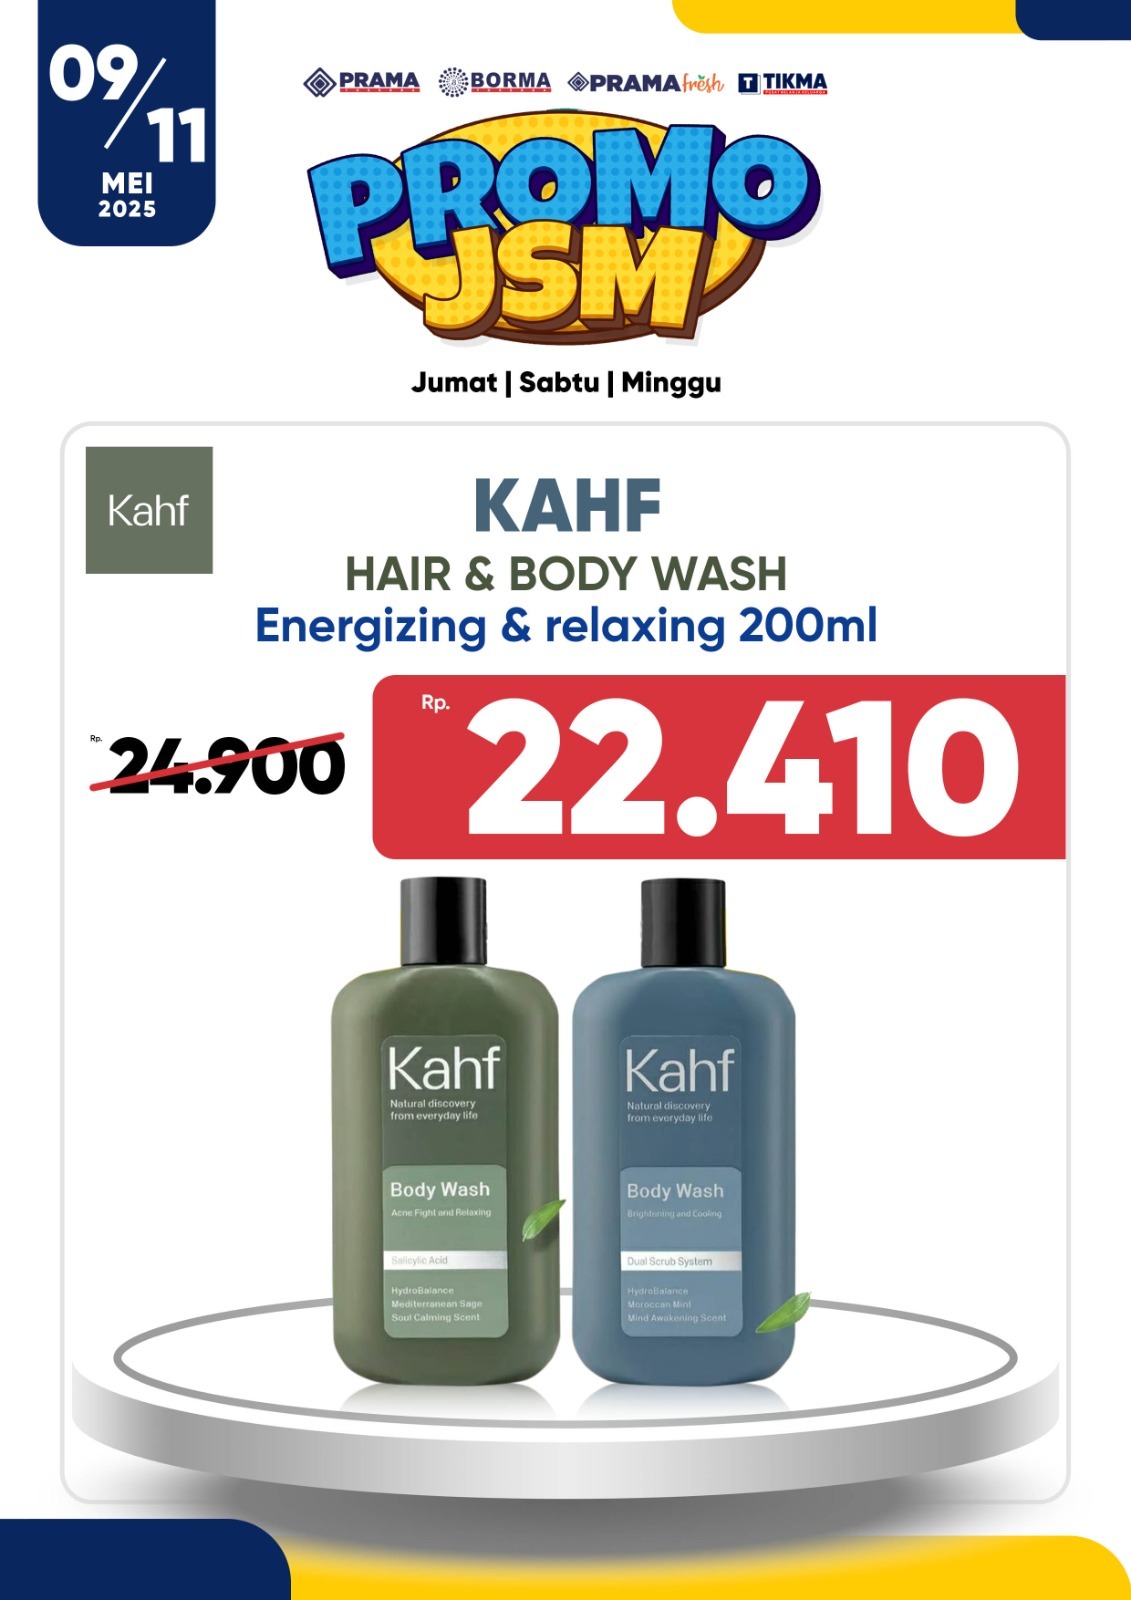 09/11
MEI
2025
PRAMA
BORMA
PRAMA fresh
TIKMA
PROMO
JSM
Jumat | Sabtu | Minggu
Kahf
KAHF
HAIR & BODY WASH
Energizing & relaxing 200ml
Rp. 24.900
Rp. 22.410
Kahf
Natural discovery
from everyday life
Body Wash
Acne Fight and Relaxing
Salicylic Acid
HydroBalance
Mediterranean Sage
Soul Calming Scent
Kahf
Natural discovery
from everyday life
Body Wash
Brightening and Cooling
Dual Scrub System
HydroBalance
Moroccan Mint
Mind Awakening Scent